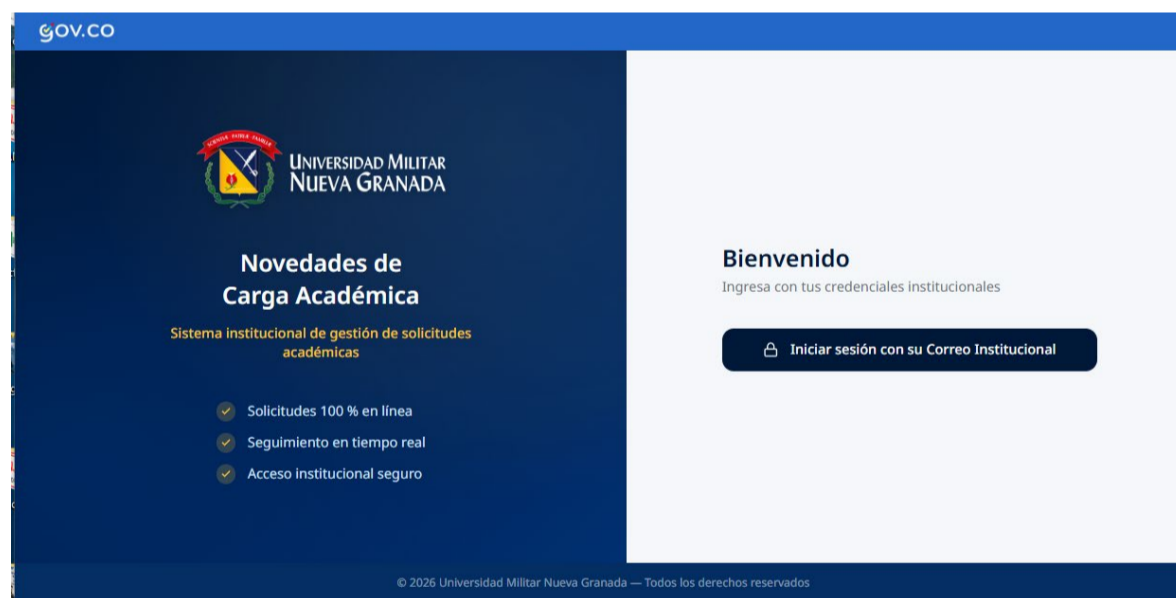 gov.co
UNIVERSIDAD MILITAR
NUEVA GRANADA
Novedades de
Carga Académica
Sistema institucional de gestión de solicitudes
académicas
Solicitudes 100 % en línea
Seguimiento en tiempo real
Acceso institucional seguro
Bienvenido
Ingresa con tus credenciales institucionales
Iniciar sesión con su Correo Institucional
© 2026 Universidad Militar Nueva Granada — Todos los derechos reservados